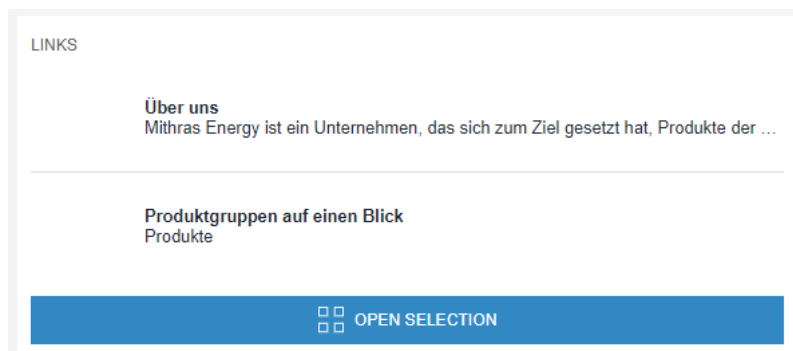 LINKS
Über uns
Mithras Energy ist ein Unternehmen, das sich zum Ziel gesetzt hat, Produkte der ...
Produktgruppen auf einen Blick
Produkte
OPEN SELECTION